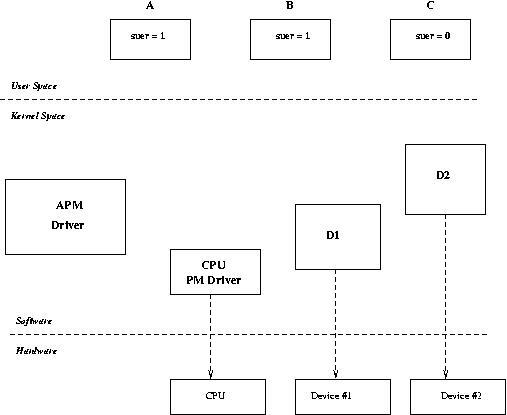 A B C
suer = 1 suer = 1 suer = 0
User Space
Kernel Space
D2
APM
Driver
D1
CPU
PM Driver
Software
Hardware
CPU Device #1 Device #2